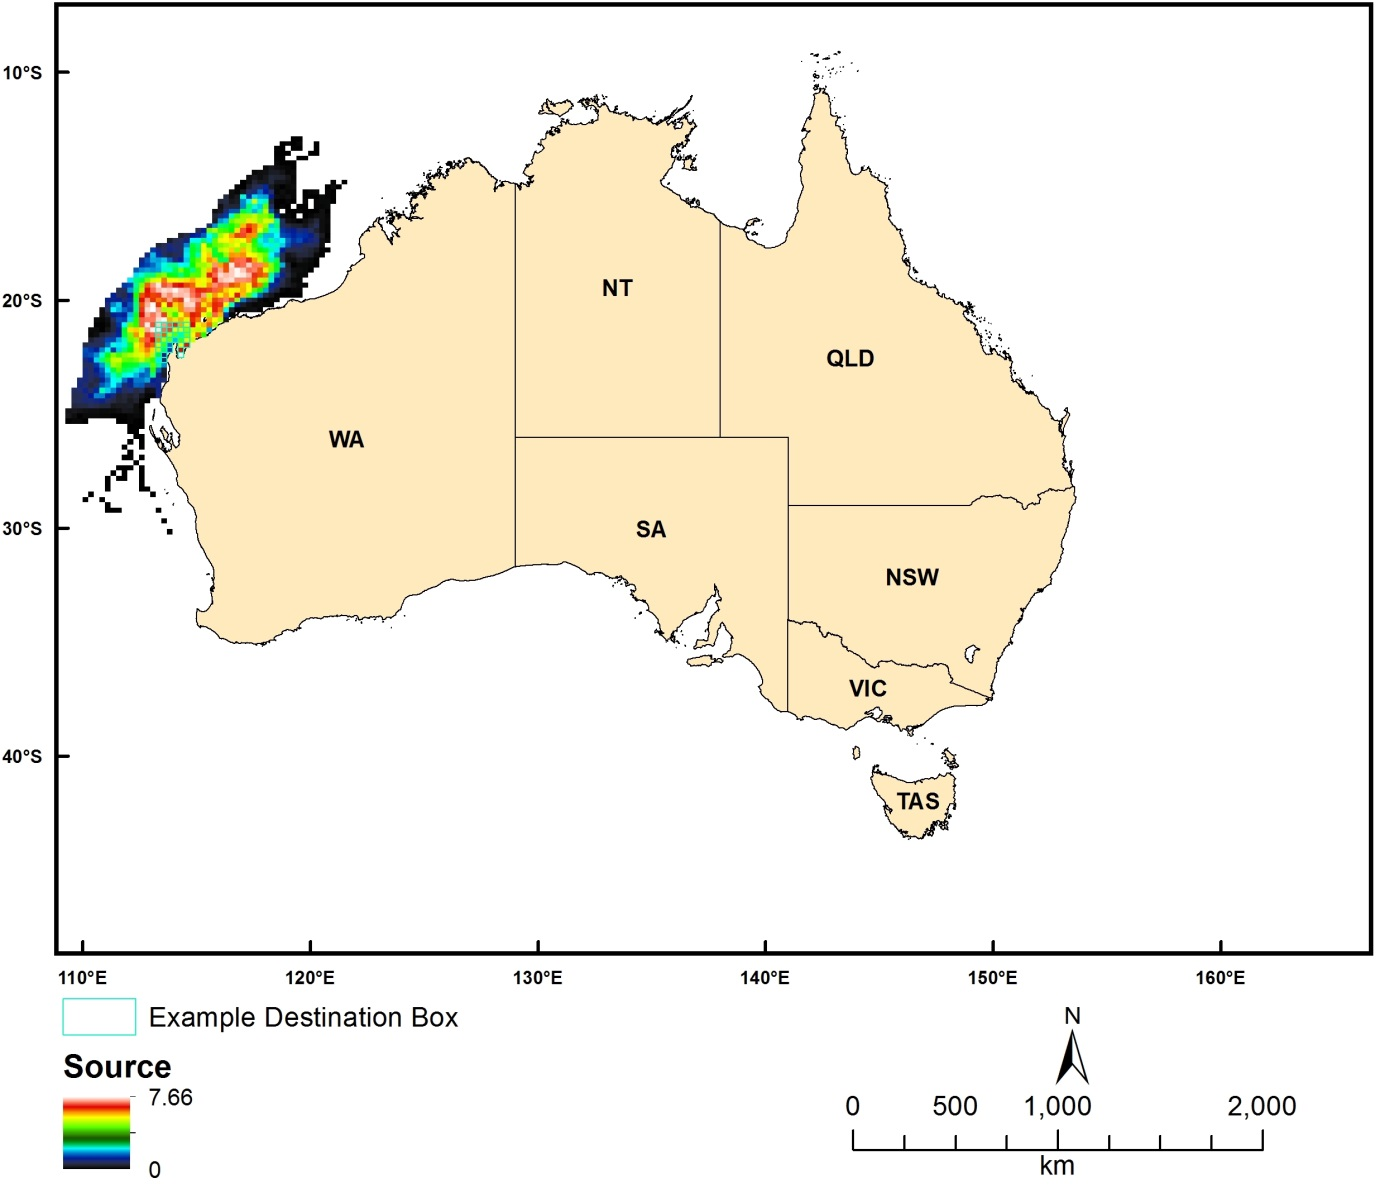 10°S
20°S
NT
QLD
WA
30°S
SA
NSW
VIC
40°S
TAS
110°E 120°E 130°E 140°E 150°E 160°E
Example Destination Box
N
Source
7.66
0
0 500 1,000 2,000
km